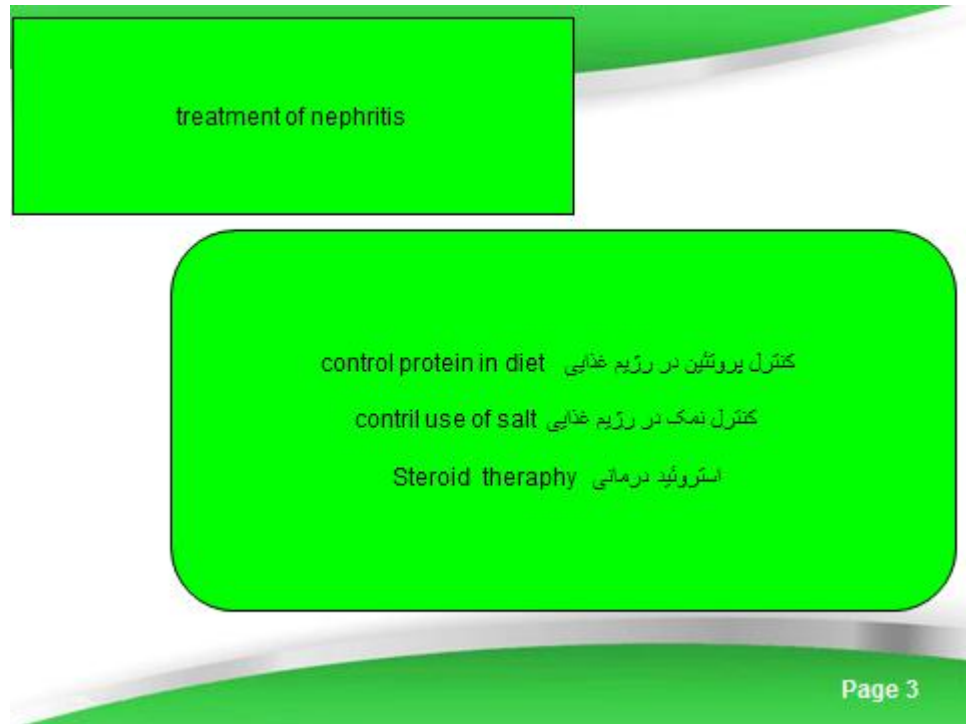 treatment of nephritis
control protein in diet کنترل پروتئین در رژیم غذایی
contril use of salt کنترل نمک در رژیم غذایی
Steroid theraphy استروئید درمانی
Page 3